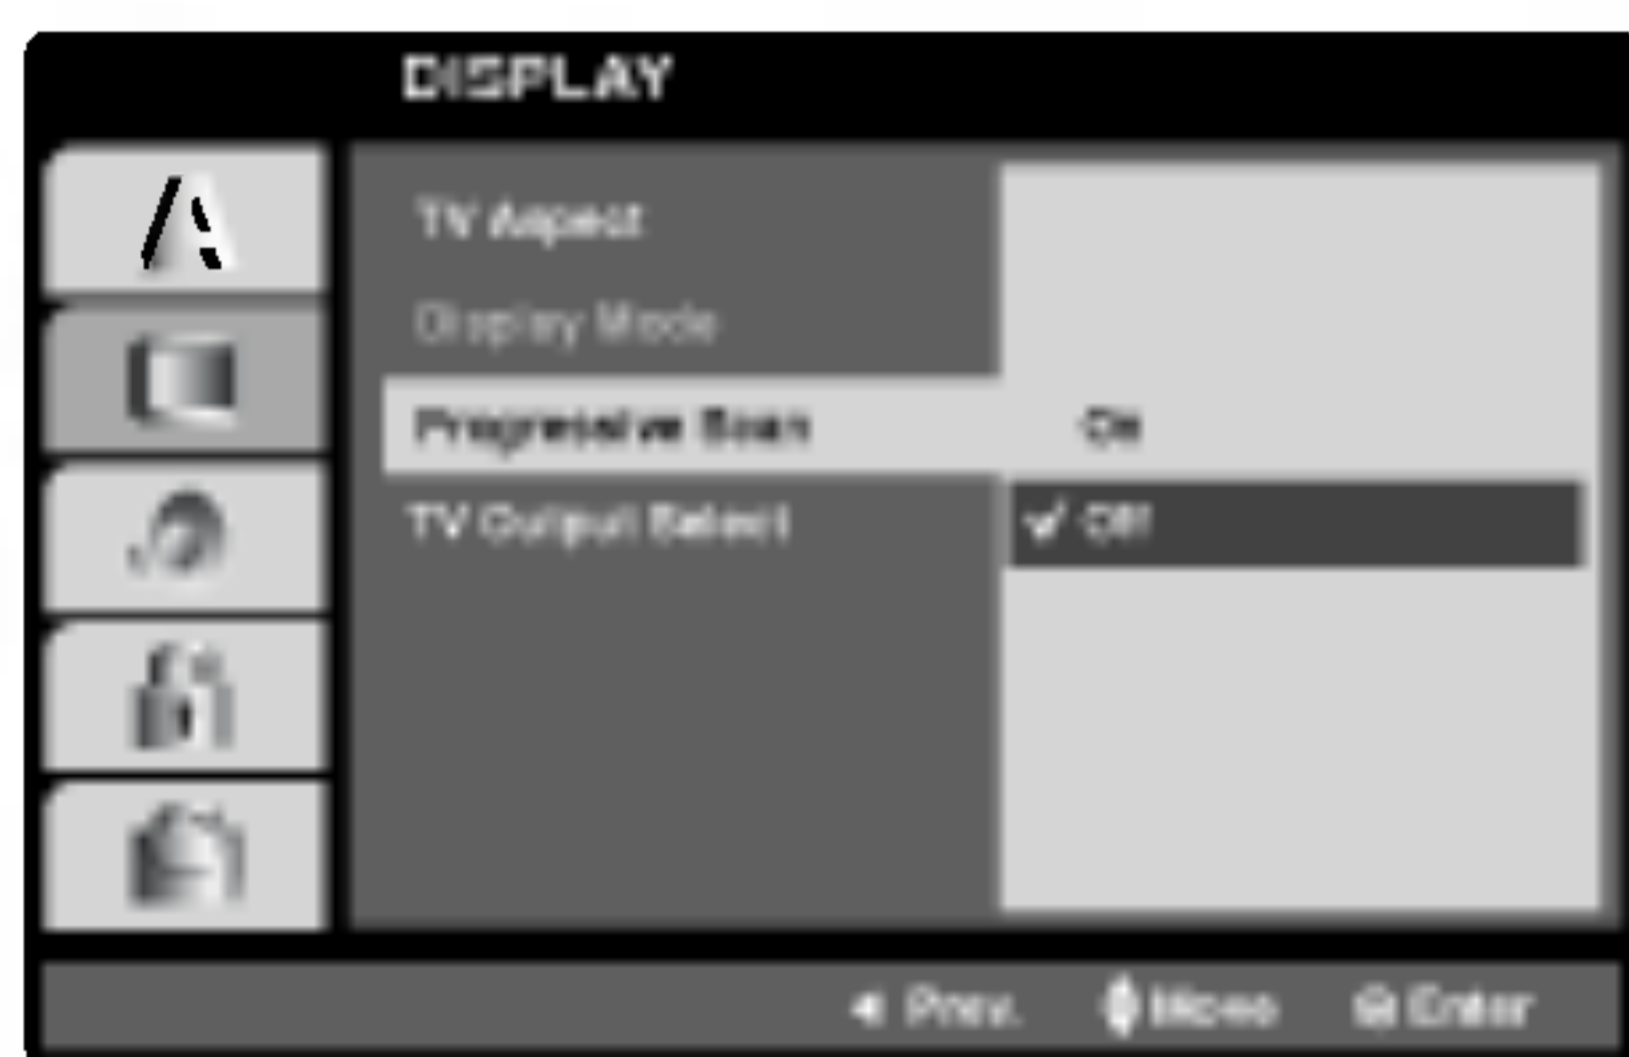 DISPLAY
TV Aspect
Display Mode
Progressive Scan On
TV Output Select ✓ Off
Prev. Move Enter